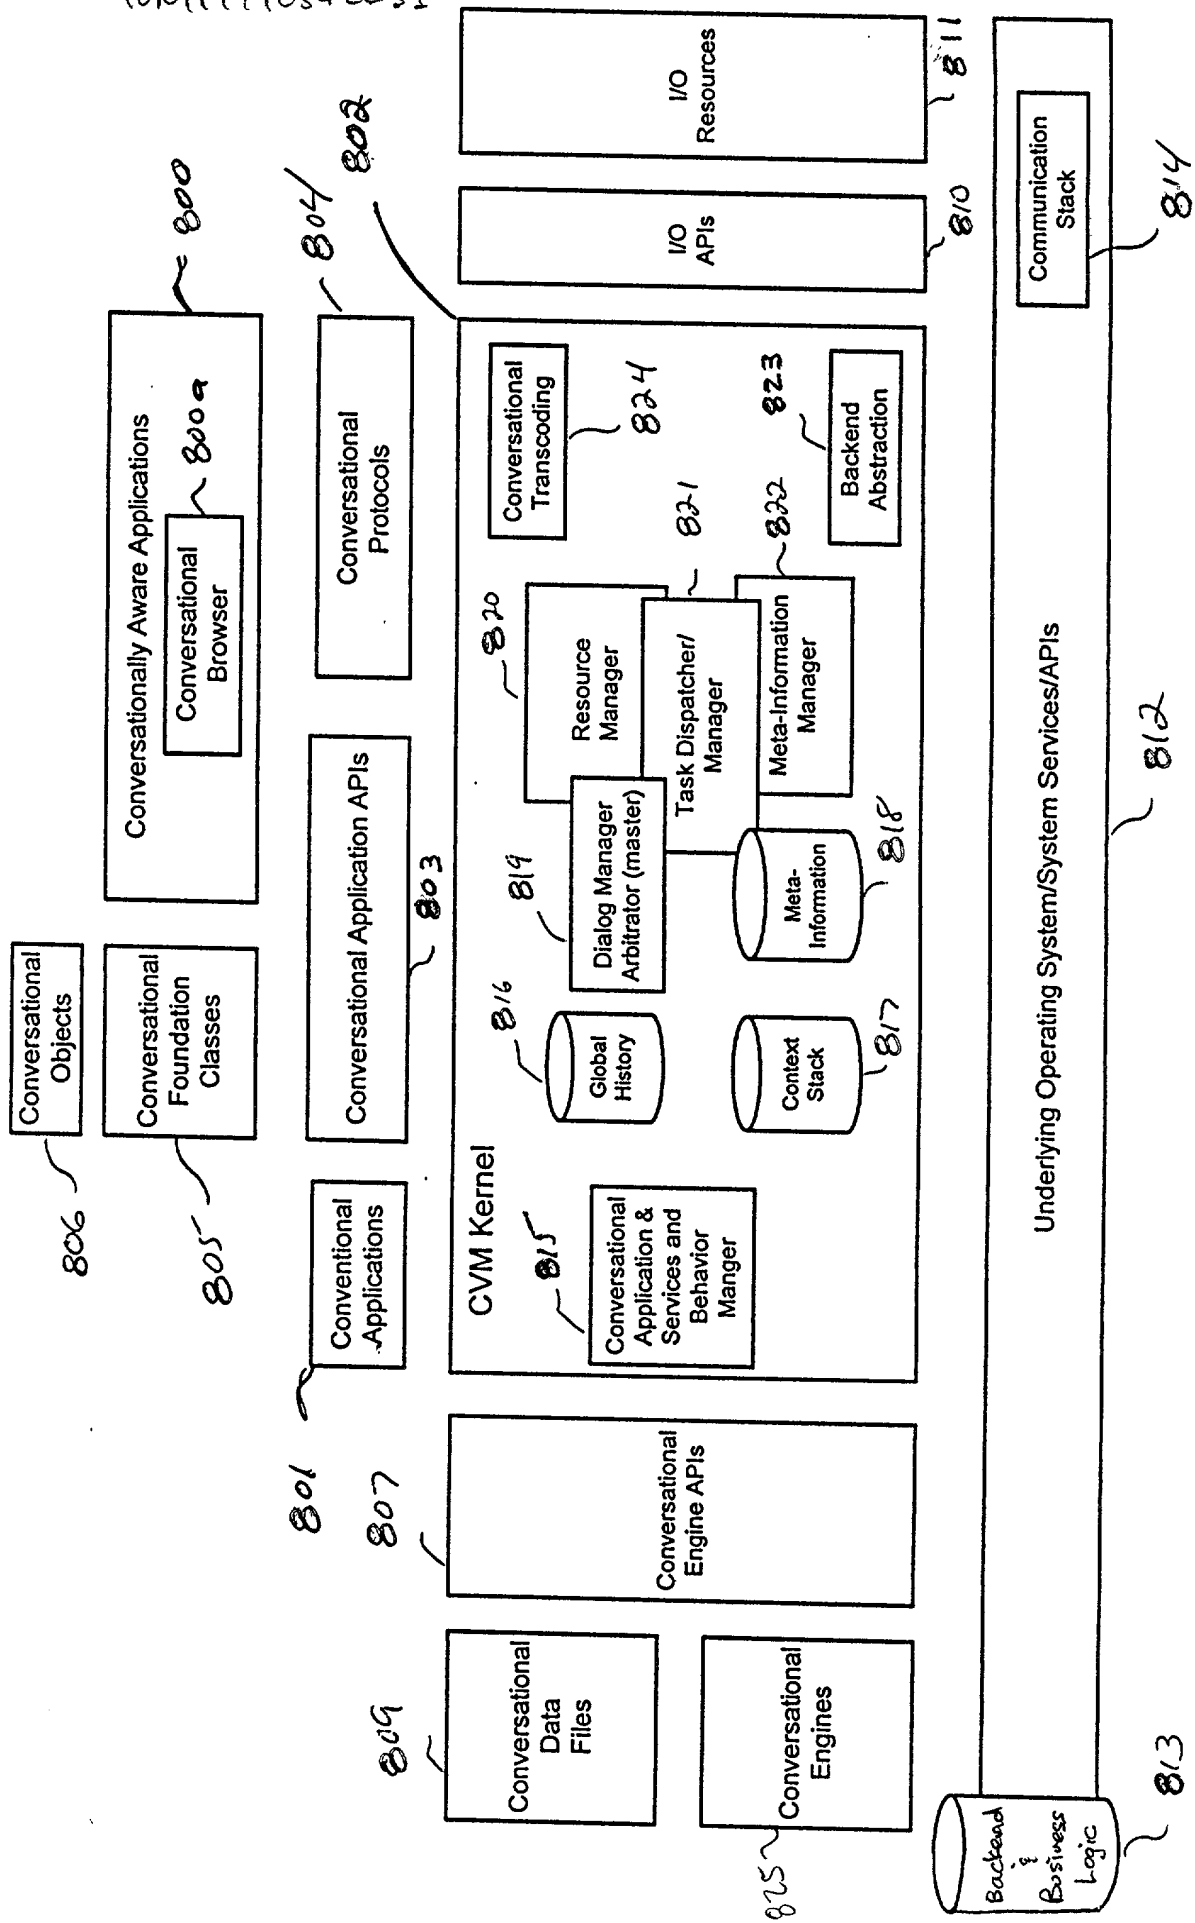 Conversational
Objects
806
Conversational
Foundation
Classes
805
Conversationally Aware Applications
800
Conversational
Browser
800a
Conventional
Applications
801
Conversational Application APIs
803
Conversational
Protocols
804
802
Conversational
Data
Files
809
Conversational
Engines
825
Conversational
Engine APIs
807
CVM Kernel
Conversational
Application &
Services and
Behavior
Manger
815
Global
History
816
Context
Stack
817
Dialog Manager
Arbitrator (master)
819
Meta-
Information
818
Resource
Manager
820
Task Dispatcher/
Manager
821
Meta-Information
Manager
822
Conversational
Transcoding
824
Backend
Abstraction
823
I/O
APIs
810
I/O
Resources
811
Backend
&
Business
Logic
813
Underlying Operating System/System Services/APIs
812
Communication
Stack
814